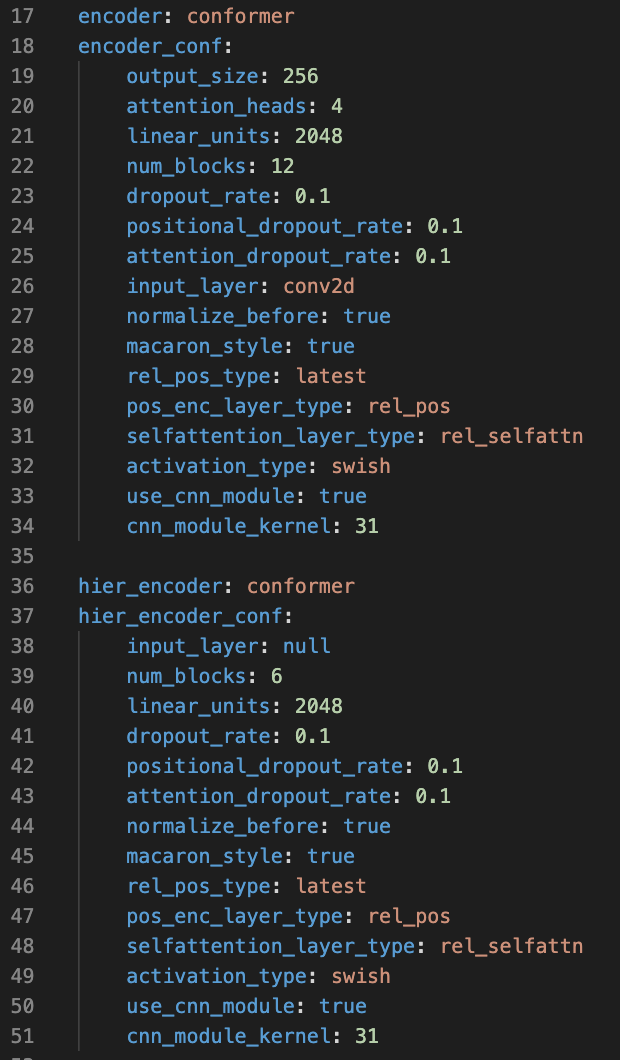 17 encoder: conformer
18 encoder_conf:
19 output_size: 256
20 attention_heads: 4
21 linear_units: 2048
22 num_blocks: 12
23 dropout_rate: 0.1
24 positional_dropout_rate: 0.1
25 attention_dropout_rate: 0.1
26 input_layer: conv2d
27 normalize_before: true
28 macaron_style: true
29 rel_pos_type: latest
30 pos_enc_layer_type: rel_pos
31 selfattention_layer_type: rel_selfattn
32 activation_type: swish
33 use_cnn_module: true
34 cnn_module_kernel: 31
35
36 hier_encoder: conformer
37 hier_encoder_conf:
38 input_layer: null
39 num_blocks: 6
40 linear_units: 2048
41 dropout_rate: 0.1
42 positional_dropout_rate: 0.1
43 attention_dropout_rate: 0.1
44 normalize_before: true
45 macaron_style: true
46 rel_pos_type: latest
47 pos_enc_layer_type: rel_pos
48 selfattention_layer_type: rel_selfattn
49 activation_type: swish
50 use_cnn_module: true
51 cnn_module_kernel: 31